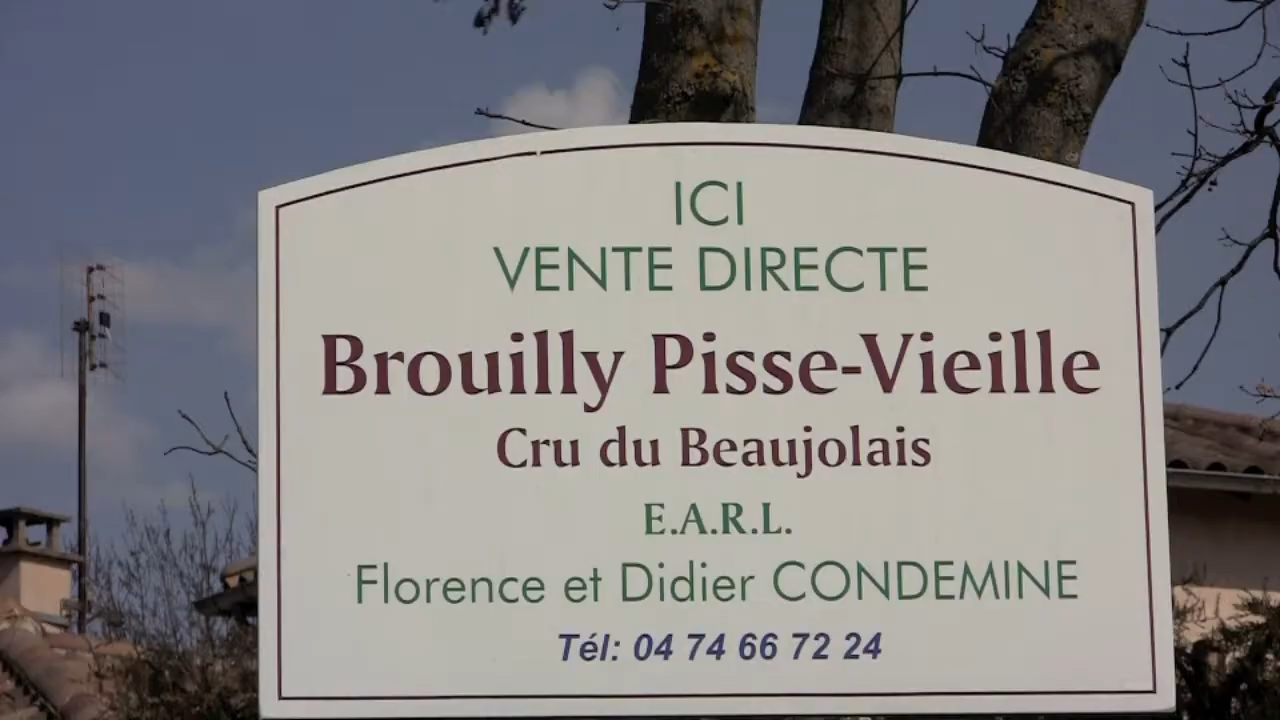 ICI
VENTE DIRECTE
Brouilly Pisse-Vieille
Cru du Beaujolais
E.A.R.L.
Florence et Didier CONDEMINE
Tél: 04 74 66 72 24